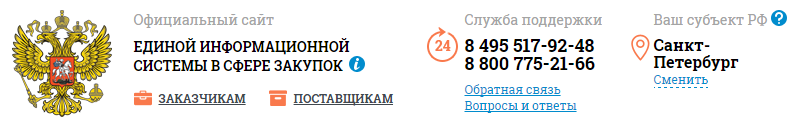 Официальный сайт
ЕДИНОЙ ИНФОРМАЦИОННОЙ
СИСТЕМЫ В СФЕРЕ ЗАКУПОК i
ЗАКАЗЧИКАМ ПОСТАВЩИКАМ
Служба поддержки
24
8 495 517-92-48
8 800 775-21-66
Обратная связь
Вопросы и ответы
Ваш субъект РФ ?
Санкт-
Петербург
Сменить